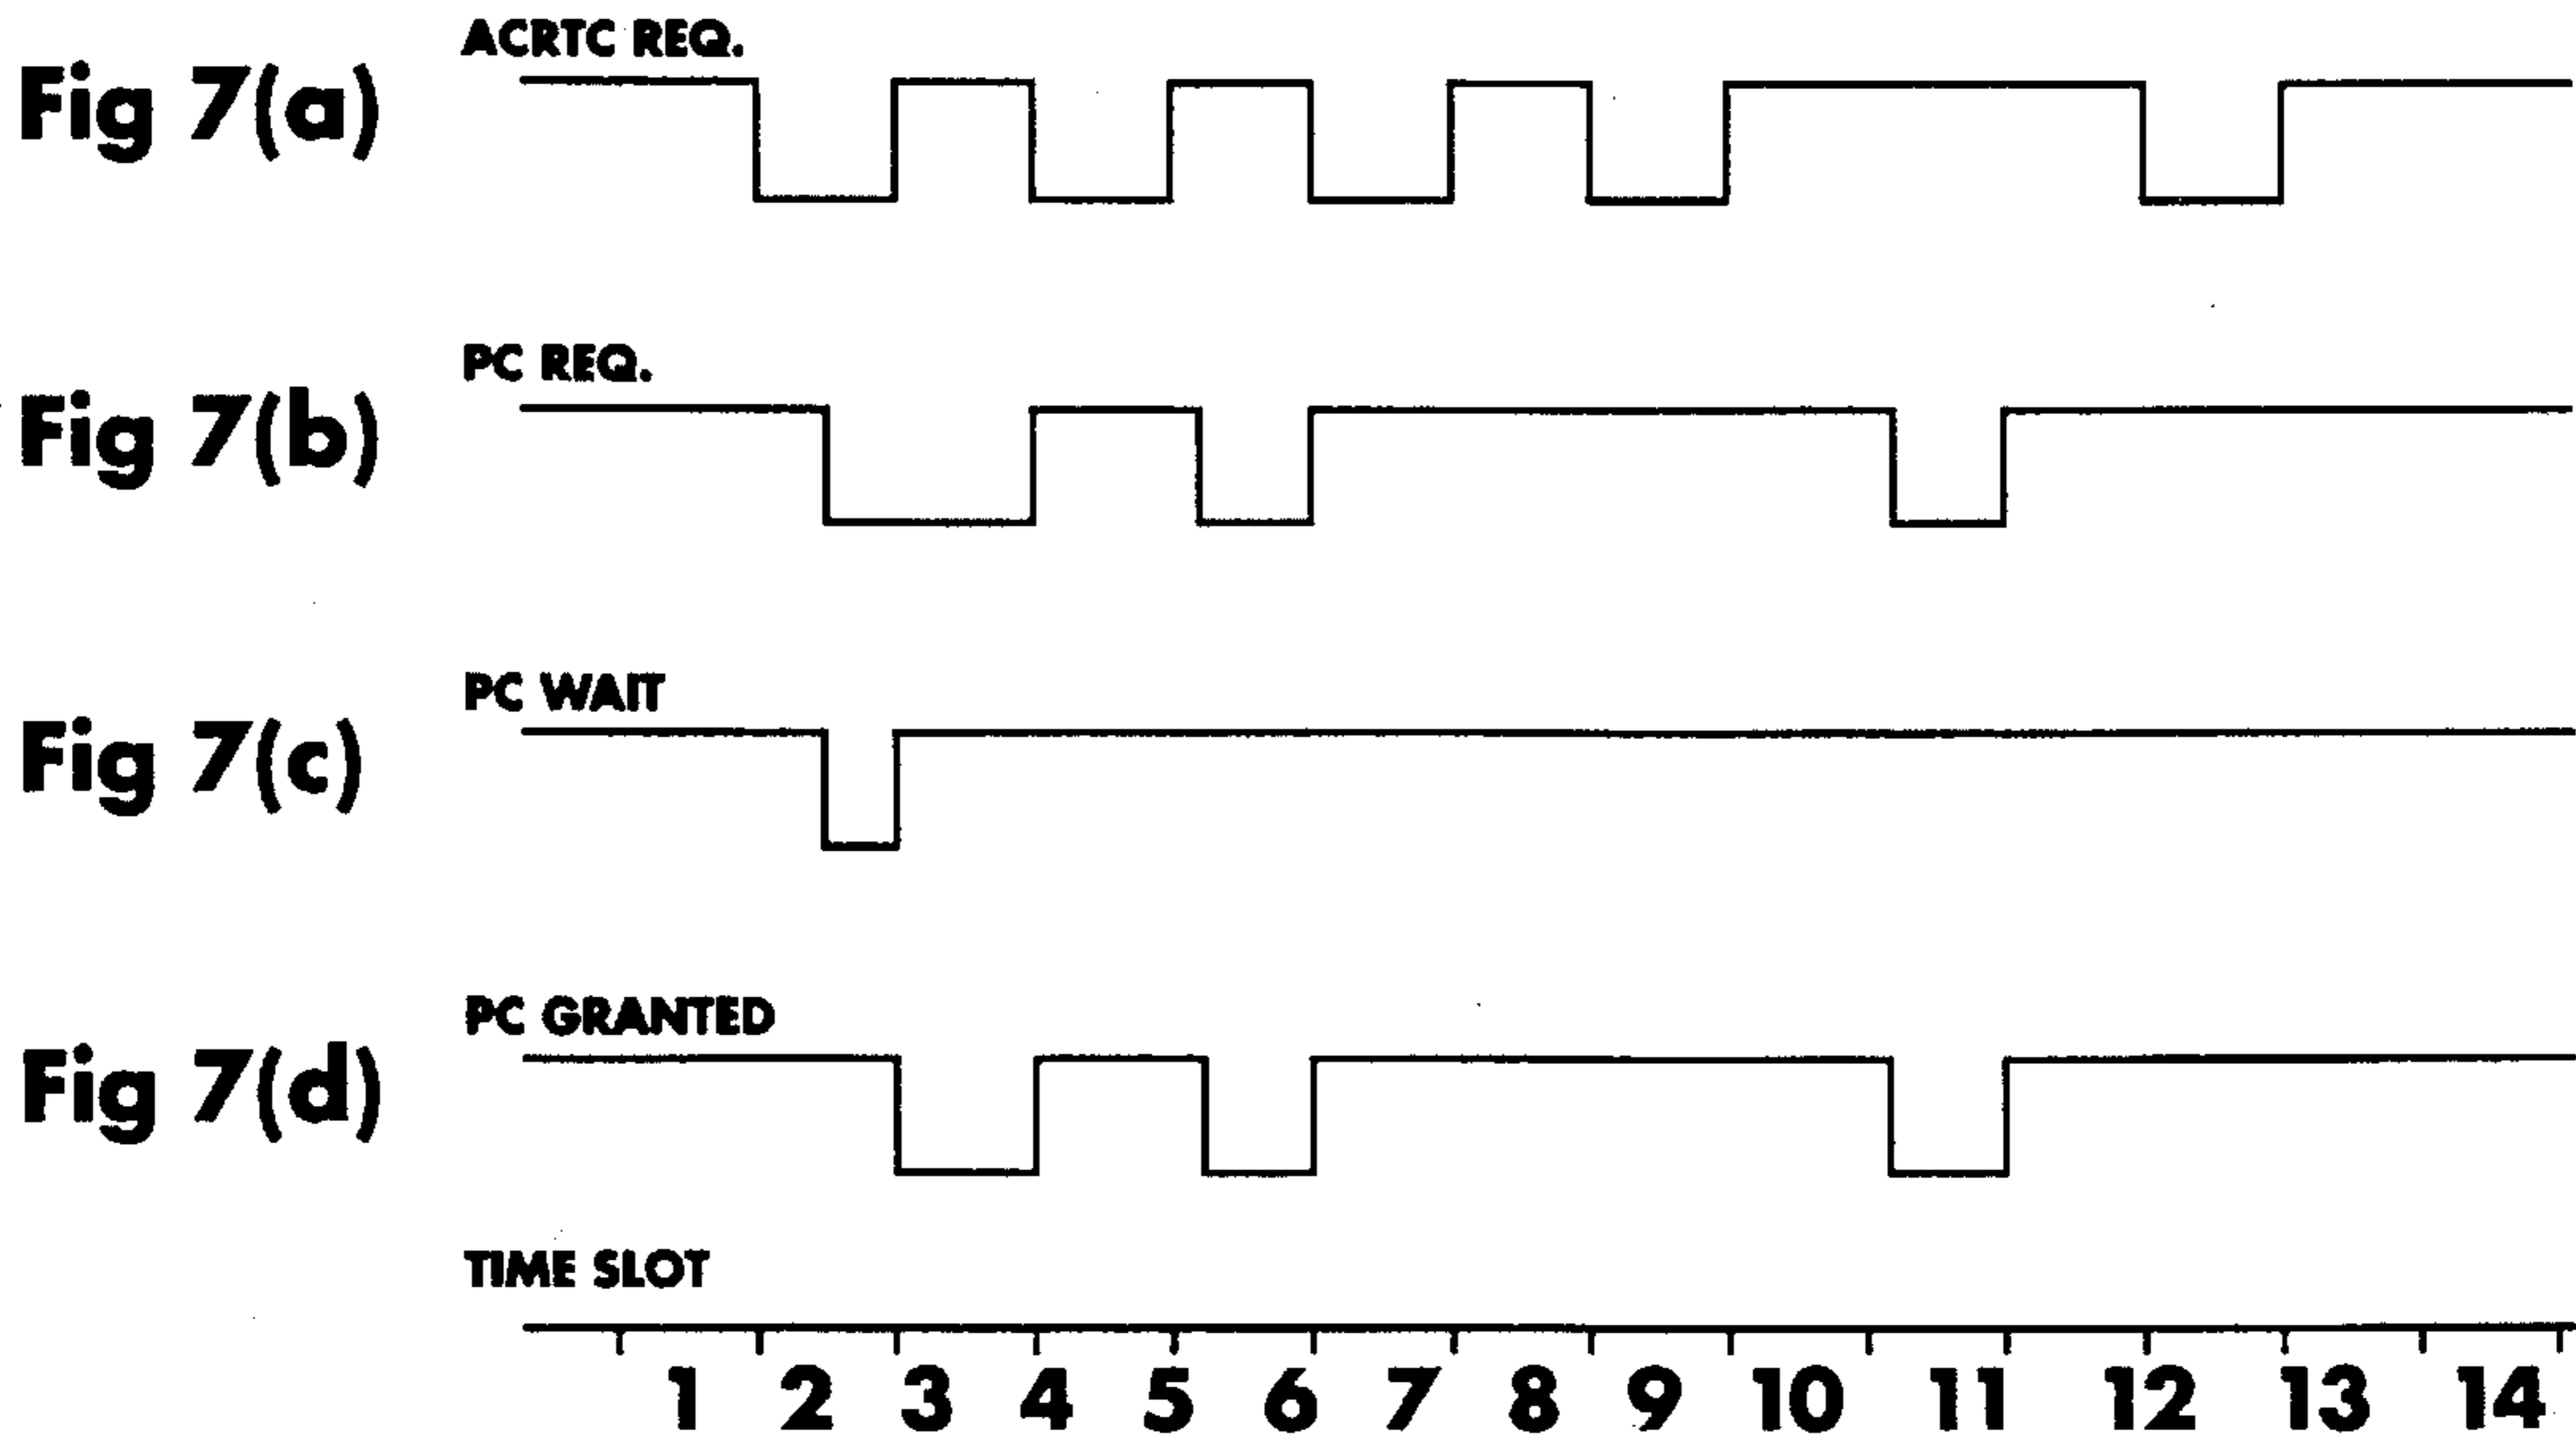 ACRTC REQ.
Fig 7(a)
PC REQ.
Fig 7(b)
PC WAIT
Fig 7(c)
PC GRANTED
Fig 7(d)
TIME SLOT
1 2 3 4 5 6 7 8 9 10 11 12 13 14